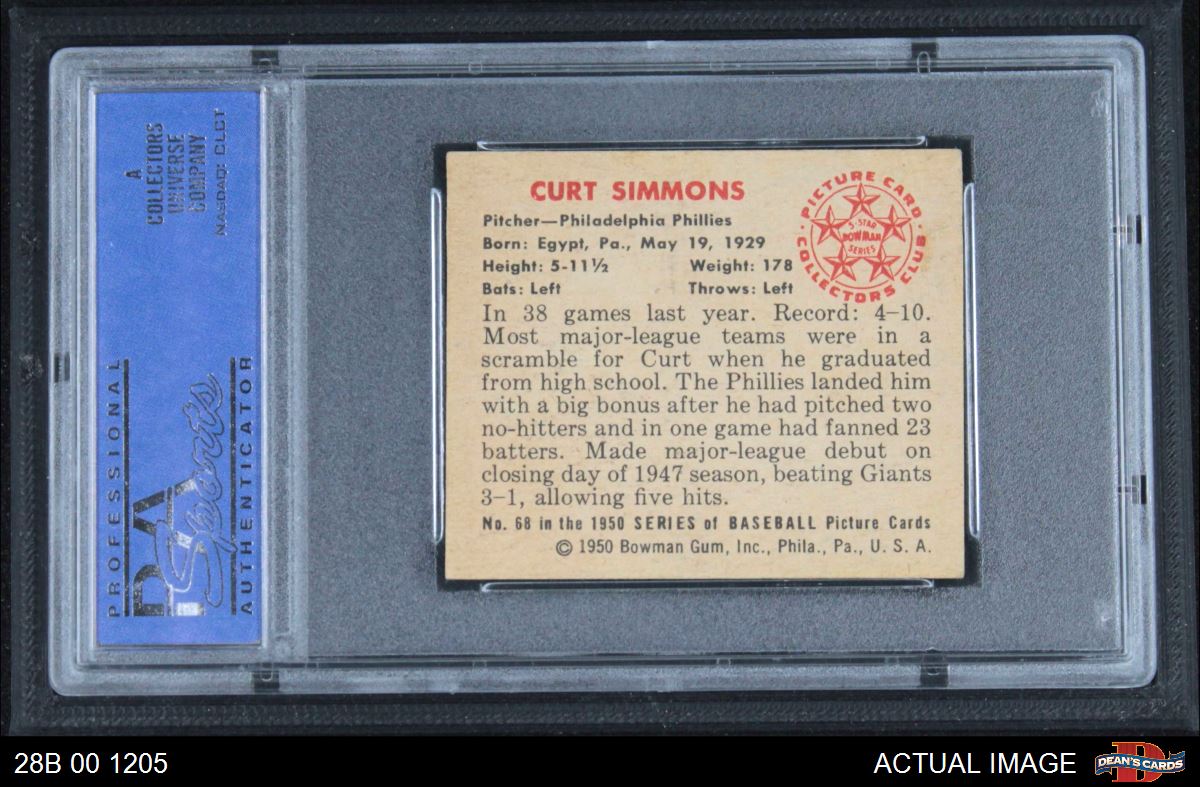 A
COLLECTORS
UNIVERSE
COMPANY
NASDAQ: CLCT
PROFESSIONAL
PSA
Sports
AUTHENTICATOR
CURT SIMMONS
Pitcher—Philadelphia Phillies
Born: Egypt, Pa., May 19, 1929
Height: 5-11½ Weight: 178
Bats: Left Throws: Left
PICTURE CARD
COLLECTORS CLUB
5-STAR
BOWMAN
SERIES
In 38 games last year. Record: 4–10.
Most major-league teams were in a
scramble for Curt when he graduated
from high school. The Phillies landed him
with a big bonus after he had pitched two
no-hitters and in one game had fanned 23
batters. Made major-league debut on
closing day of 1947 season, beating Giants
3–1, allowing five hits.
No. 68 in the 1950 SERIES of BASEBALL Picture Cards
© 1950 Bowman Gum, Inc., Phila., Pa., U. S. A.
28B 00 1205
ACTUAL IMAGE
DEAN'S CARDS